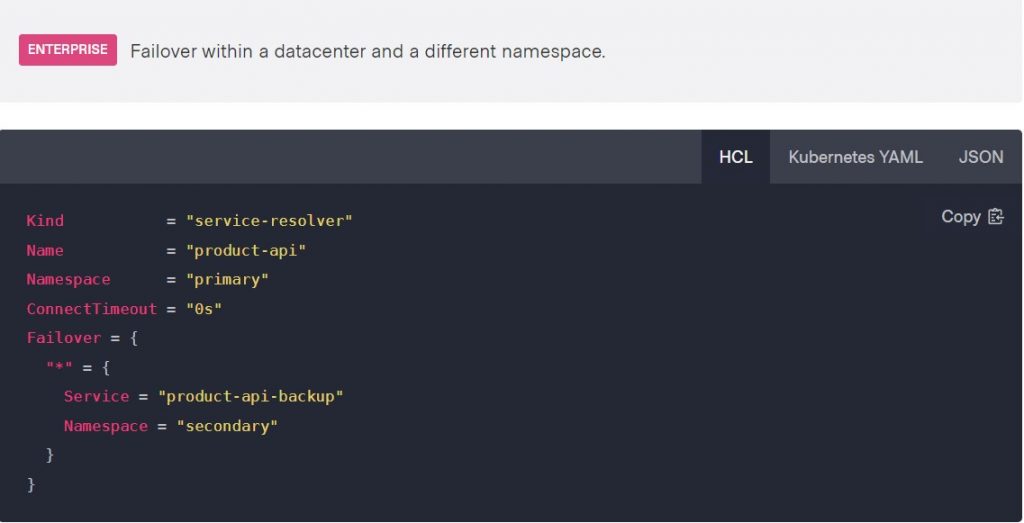 ENTERPRISE Failover within a datacenter and a different namespace.
HCL Kubernetes YAML JSON
Copy
Kind           = "service-resolver"
Name           = "product-api"
Namespace      = "primary"
ConnectTimeout = "0s"
Failover = {
  "*" = {
    Service = "product-api-backup"
    Namespace = "secondary"
  }
}